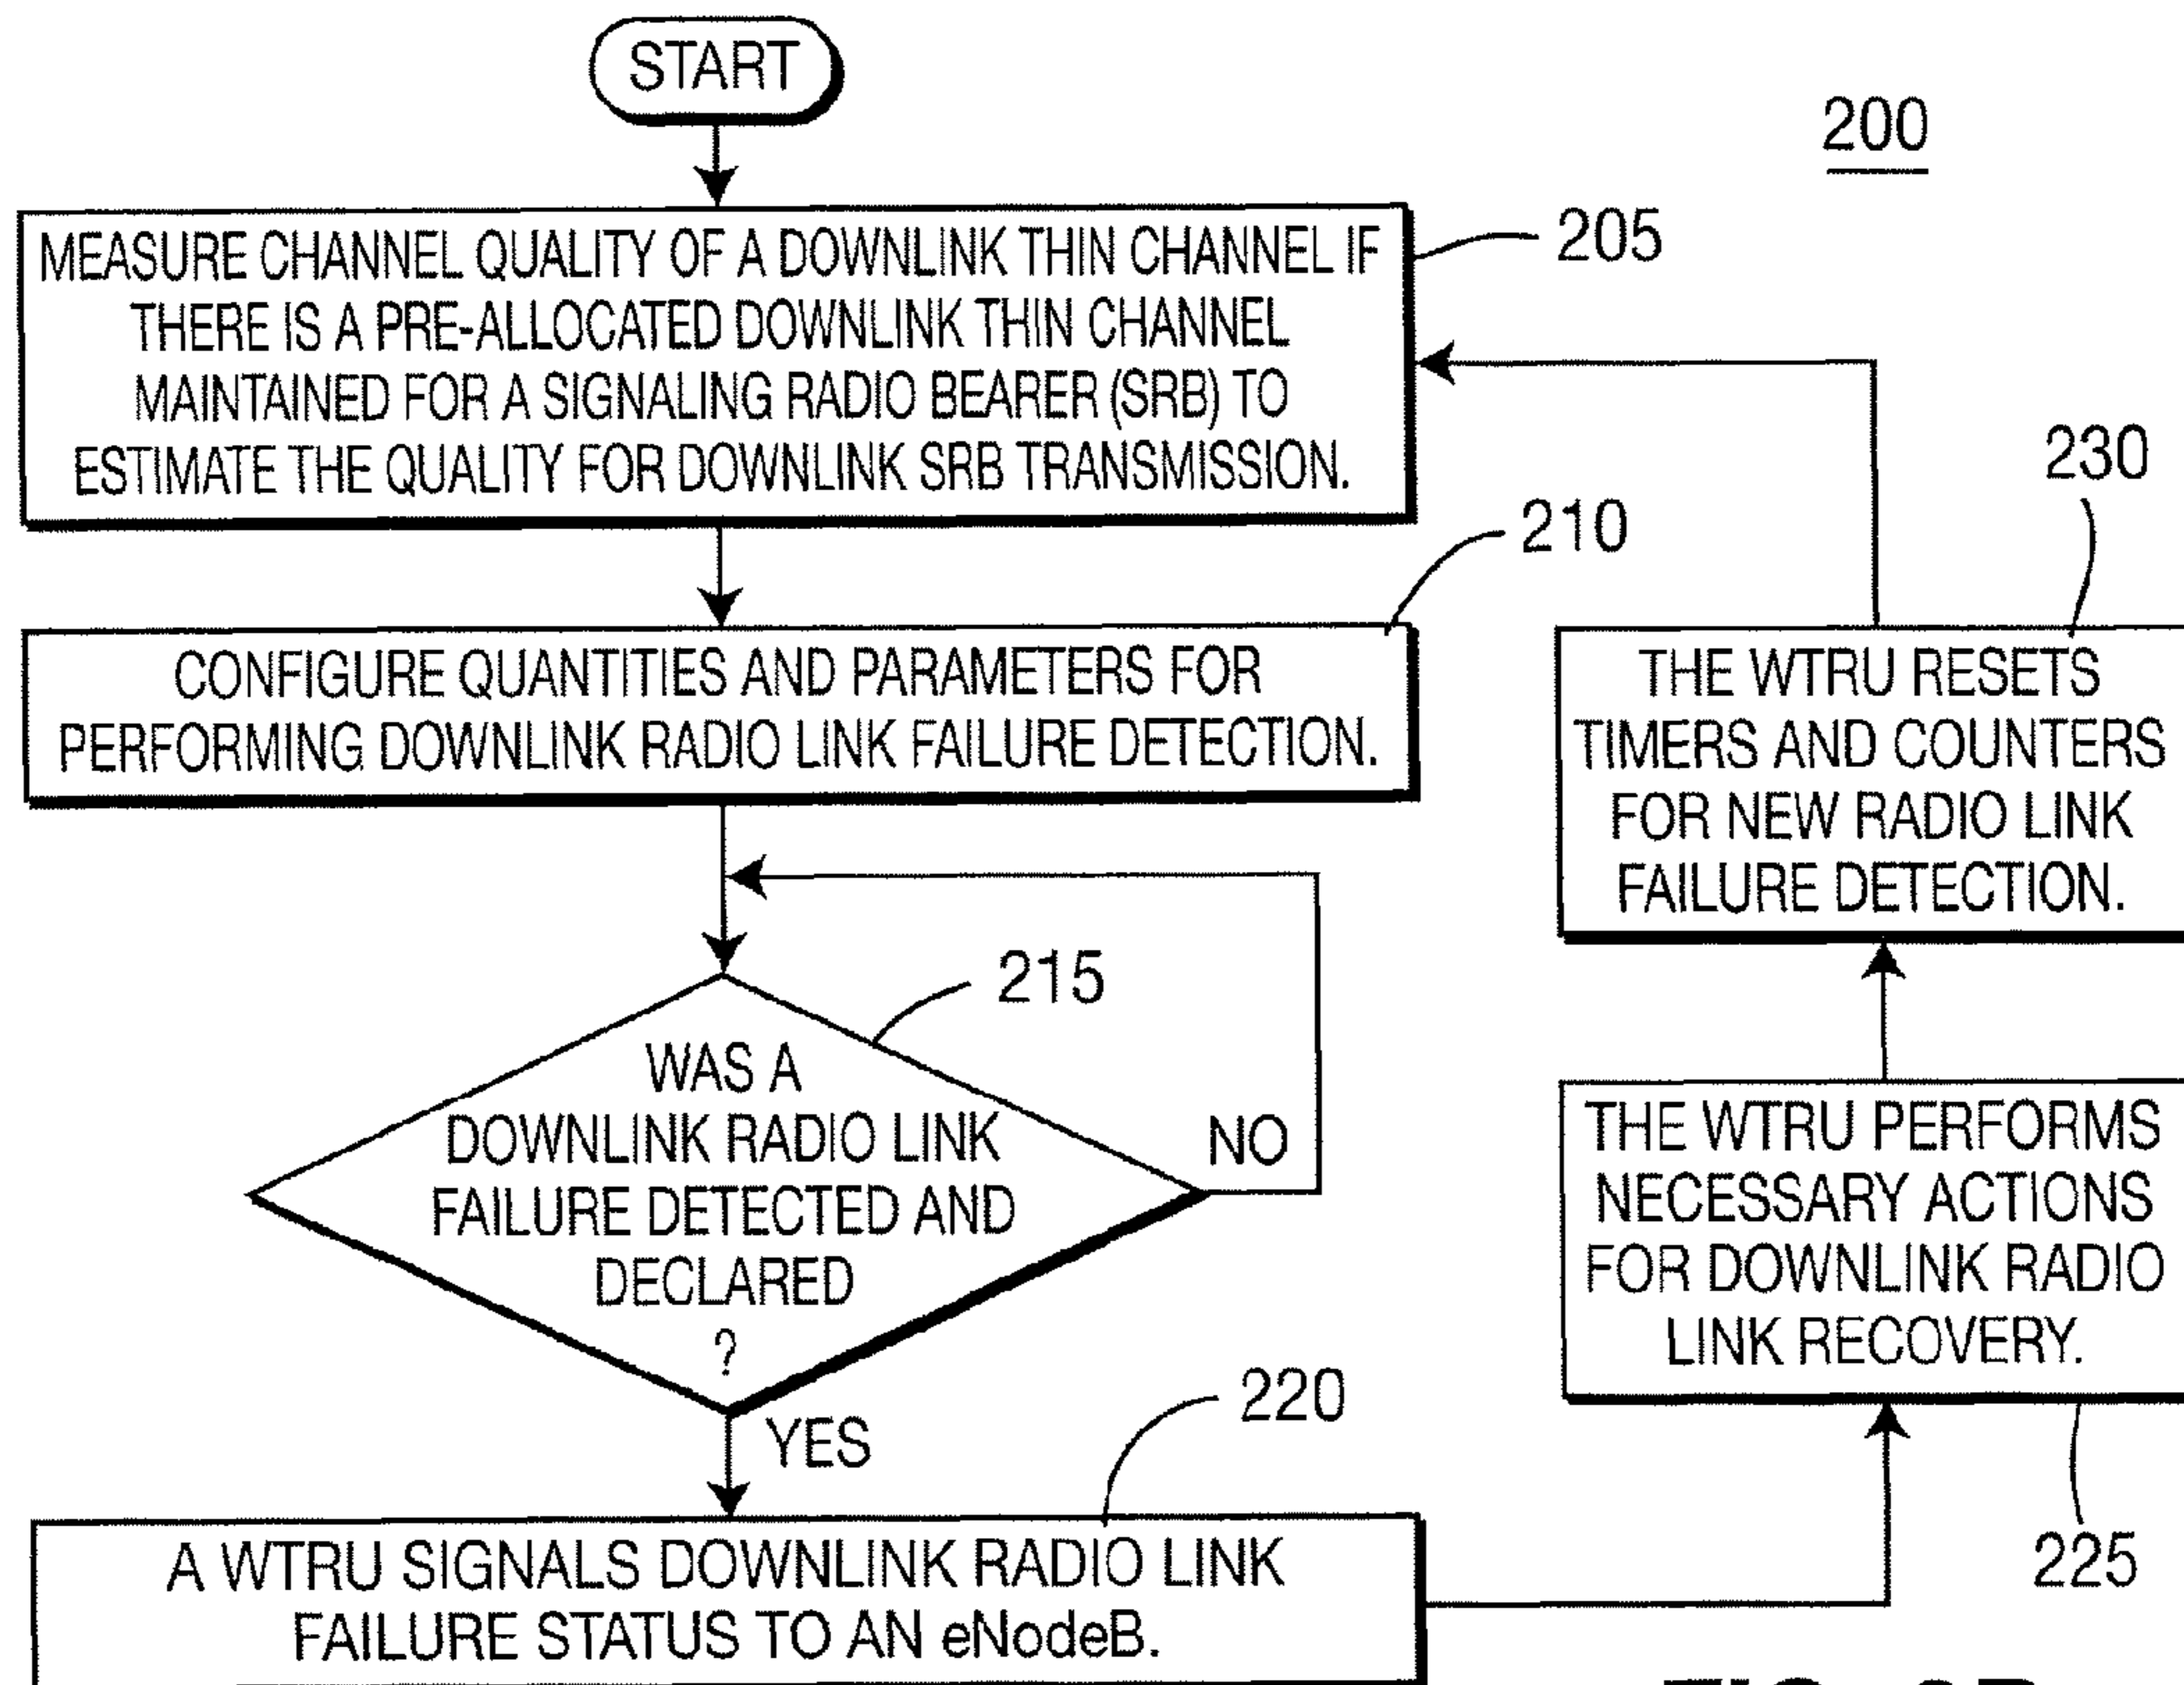 START
200
MEASURE CHANNEL QUALITY OF A DOWNLINK THIN CHANNEL IF
THERE IS A PRE-ALLOCATED DOWNLINK THIN CHANNEL
MAINTAINED FOR A SIGNALING RADIO BEARER (SRB) TO
ESTIMATE THE QUALITY FOR DOWNLINK SRB TRANSMISSION.
205
210
CONFIGURE QUANTITIES AND PARAMETERS FOR
PERFORMING DOWNLINK RADIO LINK FAILURE DETECTION.
215
WAS A
DOWNLINK RADIO LINK
FAILURE DETECTED AND
DECLARED
?
NO
YES
220
A WTRU SIGNALS DOWNLINK RADIO LINK
FAILURE STATUS TO AN eNodeB.
230
THE WTRU RESETS
TIMERS AND COUNTERS
FOR NEW RADIO LINK
FAILURE DETECTION.
THE WTRU PERFORMS
NECESSARY ACTIONS
FOR DOWNLINK RADIO
LINK RECOVERY.
225